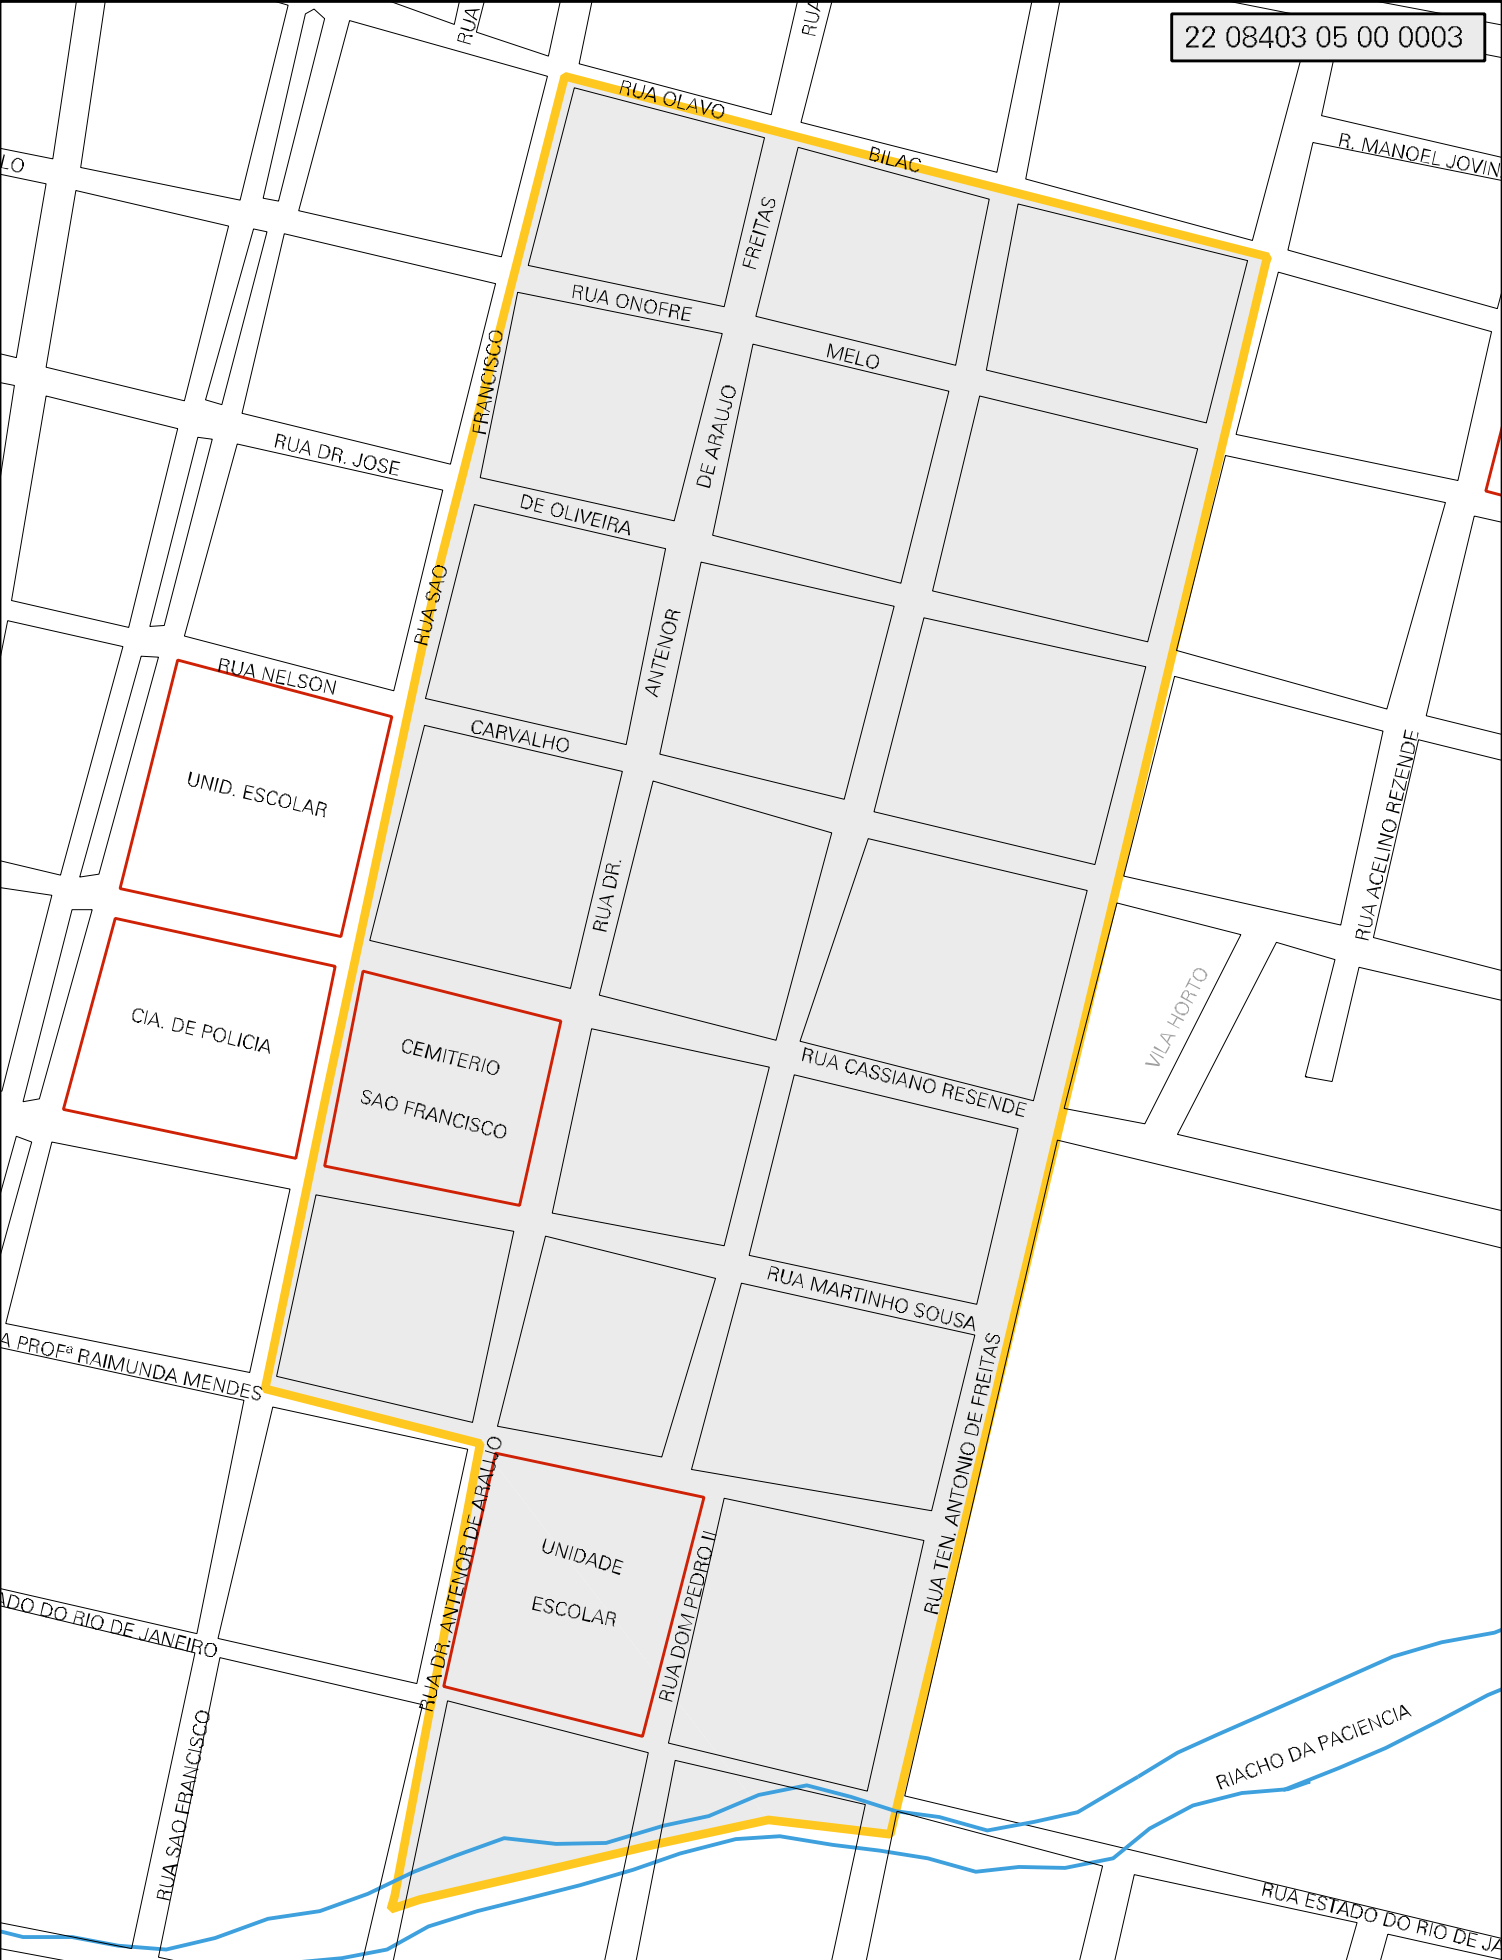 22 08403 05 00 0003
RUA
RUA
RUA OLAVO
BILAC
R. MANOEL JOVIN
LO
FREITAS
RUA ONOFRE
MELO
FRANCISCO
DE ARAUJO
RUA DR. JOSE
DE OLIVEIRA
RUA SAO
ANTENOR
RUA NELSON
CARVALHO
UNID. ESCOLAR
RUA ACELINO REZENDE
RUA DR.
VILA HORTO
CIA. DE POLICIA
CEMITERIO
SAO FRANCISCO
RUA CASSIANO RESENDE
RUA MARTINHO SOUSA
A PROFª RAIMUNDA MENDES
RUA TEN. ANTONIO DE FREITAS
RUA DR. ANTENOR DE ARAUJO
UNIDADE
ESCOLAR
RUA DOM PEDRO II
ADO DO RIO DE JANEIRO
RUA SAO FRANCISCO
RIACHO DA PACIENCIA
RUA ESTADO DO RIO DE JA